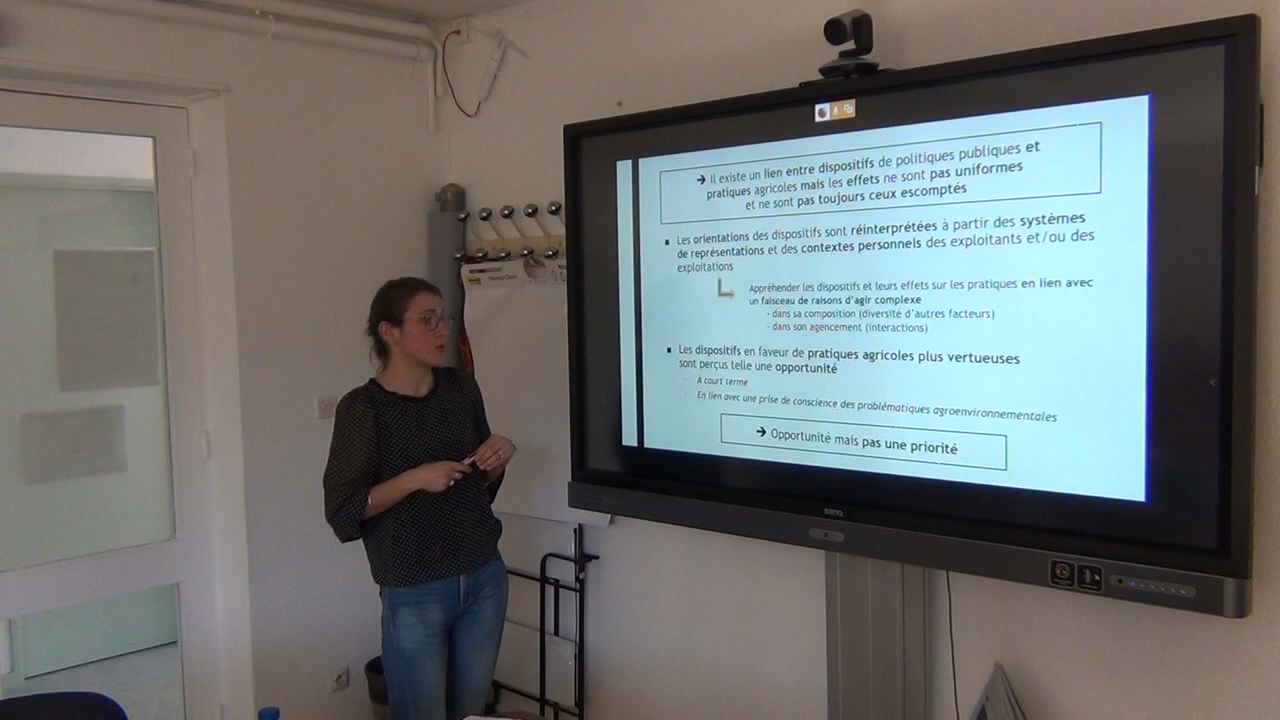 ➔ Il existe un lien entre dispositifs de politiques publiques et
pratiques agricoles mais les effets ne sont pas uniformes
et ne sont pas toujours ceux escomptés
▪ Les orientations des dispositifs sont réinterprétées à partir des systèmes
de représentations et des contextes personnels des exploitants et/ou des
exploitations
Appréhender les dispositifs et leurs effets sur les pratiques en lien avec
un faisceau de raisons d'agir complexe
- dans sa composition (diversité d'autres facteurs)
- dans son agencement (interactions)
▪ Les dispositifs en faveur de pratiques agricoles plus vertueuses
sont perçus telle une opportunité
- A court terme
- En lien avec une prise de conscience des problématiques agroenvironnementales
➔ Opportunité mais pas une priorité
BenQ